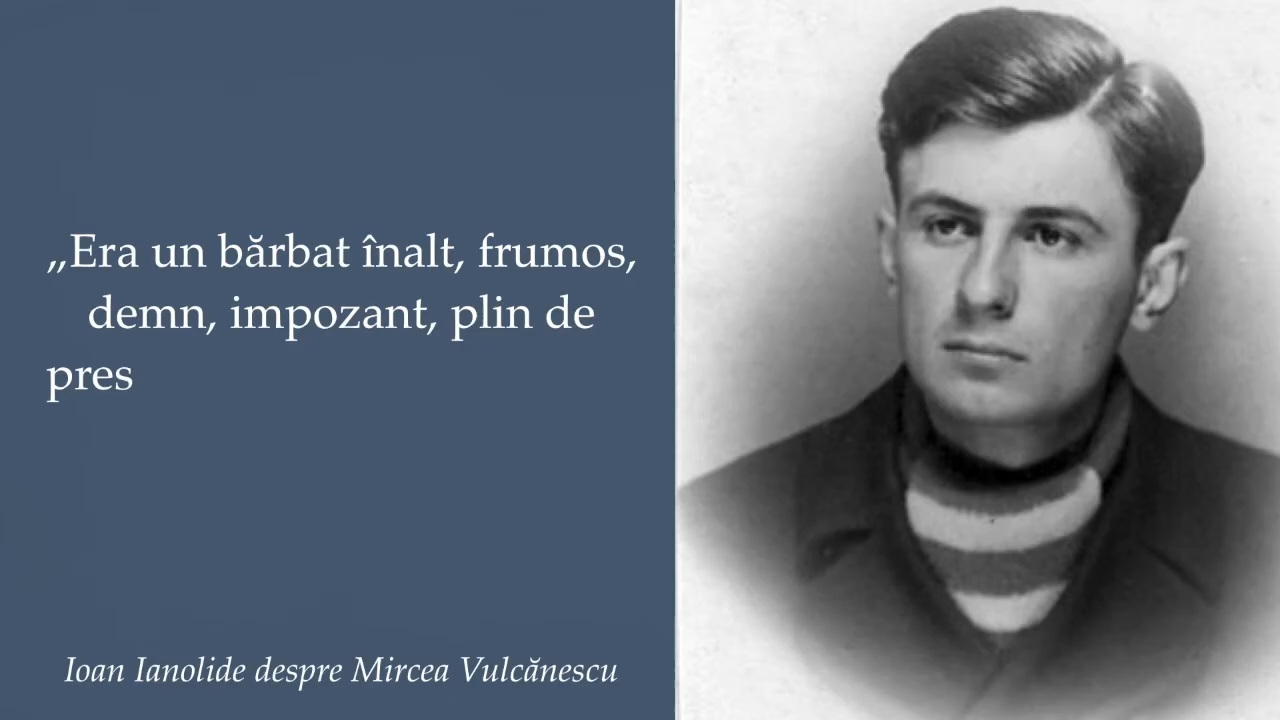 „Era un bărbat înalt, frumos,
demn, impozant, plin de
pres
Ioan Ianolide despre Mircea Vulcănescu